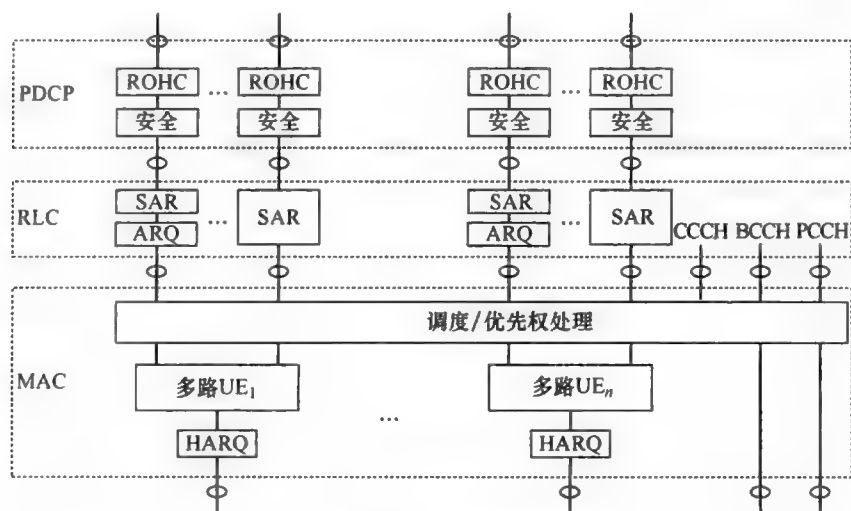 ROHC ... ROHC ROHC ... ROHC
PDCP
安全 安全 安全 安全
SAR SAR
RLC ... SAR ... SAR
ARQ ARQ
CCCH BCCH PCCH
调度/优先权处理
MAC
多路UE₁ 多路UEₙ
...
HARQ HARQ